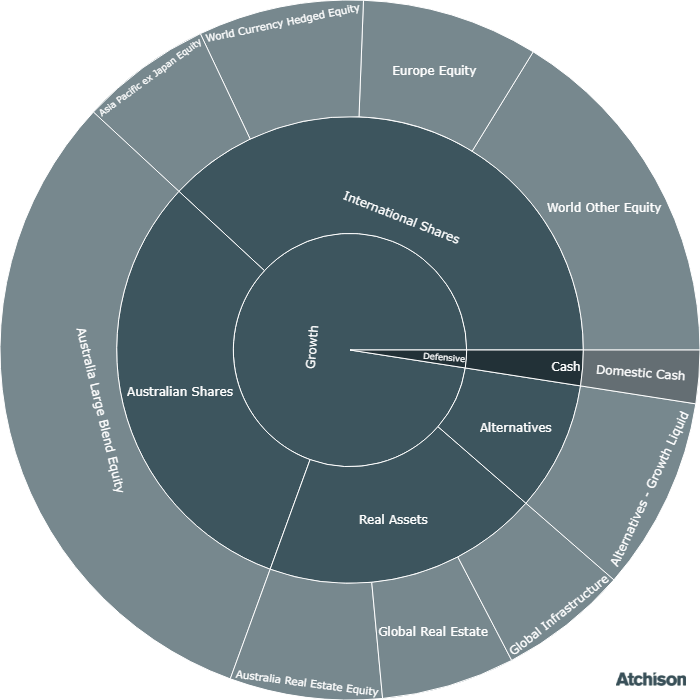 World Currency Hedged Equity
Asia Pacific ex Japan Equity
Europe Equity
World Other Equity
International Shares
Growth
Defensive
Cash
Domestic Cash
Australia Large Blend Equity
Australian Shares
Alternatives
Alternatives - Growth Liquid
Real Assets
Global Infrastructure
Global Real Estate
Australia Real Estate Equity
Atchison